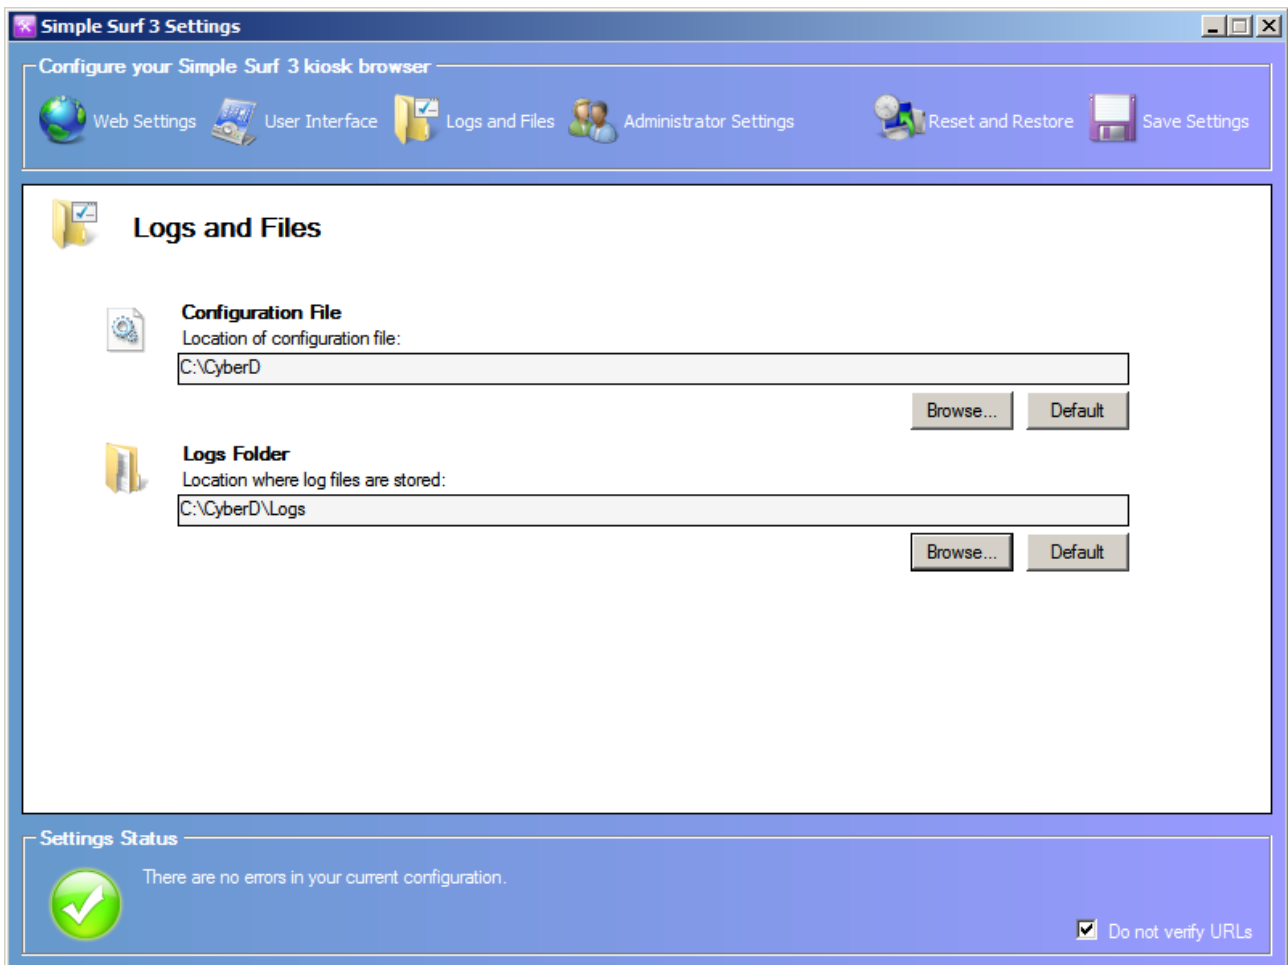 Simple Surf 3 Settings
Configure your Simple Surf 3 kiosk browser
Web Settings User Interface Logs and Files Administrator Settings Reset and Restore Save Settings
Logs and Files
Configuration File
Location of configuration file:
C:\CyberD
Browse... Default
Logs Folder
Location where log files are stored:
C:\CyberD\Logs
Browse... Default
Settings Status
There are no errors in your current configuration.
Do not verify URLs